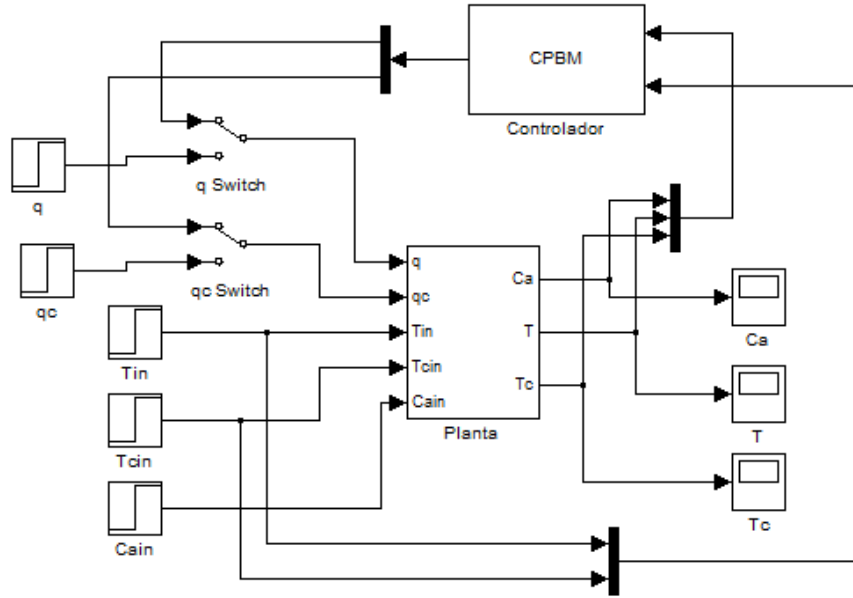 CPBM
Controlador
q Switch
q
qc Switch
qc
q
Ca
qc
Tin
T
Tcin
Tc
Cain
Planta
Tin
Tcin
Cain
Ca
T
Tc